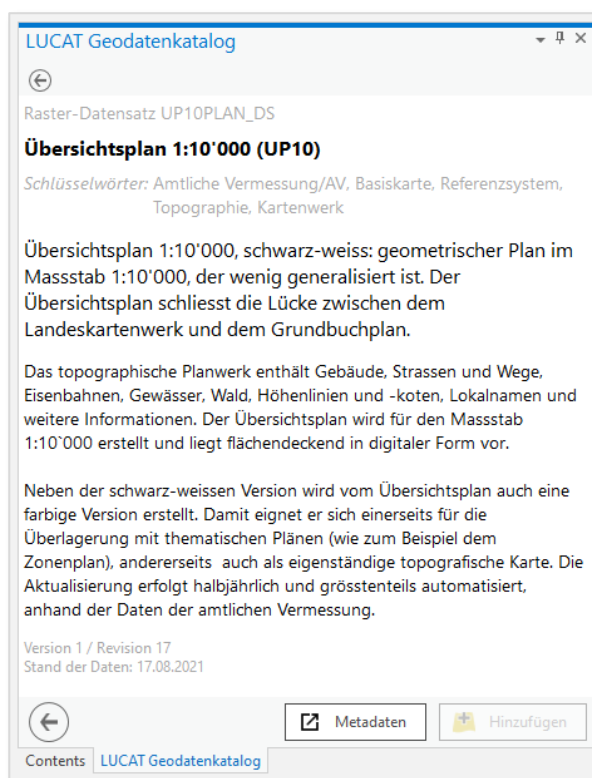 LUCAT Geodatenkatalog
Raster-Datensatz UP10PLAN_DS
Übersichtsplan 1:10'000 (UP10)
Schlüsselwörter: Amtliche Vermessung/AV, Basiskarte, Referenzsystem,
Topographie, Kartenwerk
Übersichtsplan 1:10'000, schwarz-weiss: geometrischer Plan im
Massstab 1:10'000, der wenig generalisiert ist. Der
Übersichtsplan schliesst die Lücke zwischen dem
Landeskartenwerk und dem Grundbuchplan.
Das topographische Planwerk enthält Gebäude, Strassen und Wege,
Eisenbahnen, Gewässer, Wald, Höhenlinien und -koten, Lokalnamen und
weitere Informationen. Der Übersichtsplan wird für den Massstab
1:10`000 erstellt und liegt flächendeckend in digitaler Form vor.
Neben der schwarz-weissen Version wird vom Übersichtsplan auch eine
farbige Version erstellt. Damit eignet er sich einerseits für die
Überlagerung mit thematischen Plänen (wie zum Beispiel dem
Zonenplan), andererseits  auch als eigenständige topografische Karte. Die
Aktualisierung erfolgt halbjährlich und grösstenteils automatisiert,
anhand der Daten der amtlichen Vermessung.
Version 1 / Revision 17
Stand der Daten: 17.08.2021
Metadaten
Hinzufügen
Contents
LUCAT Geodatenkatalog